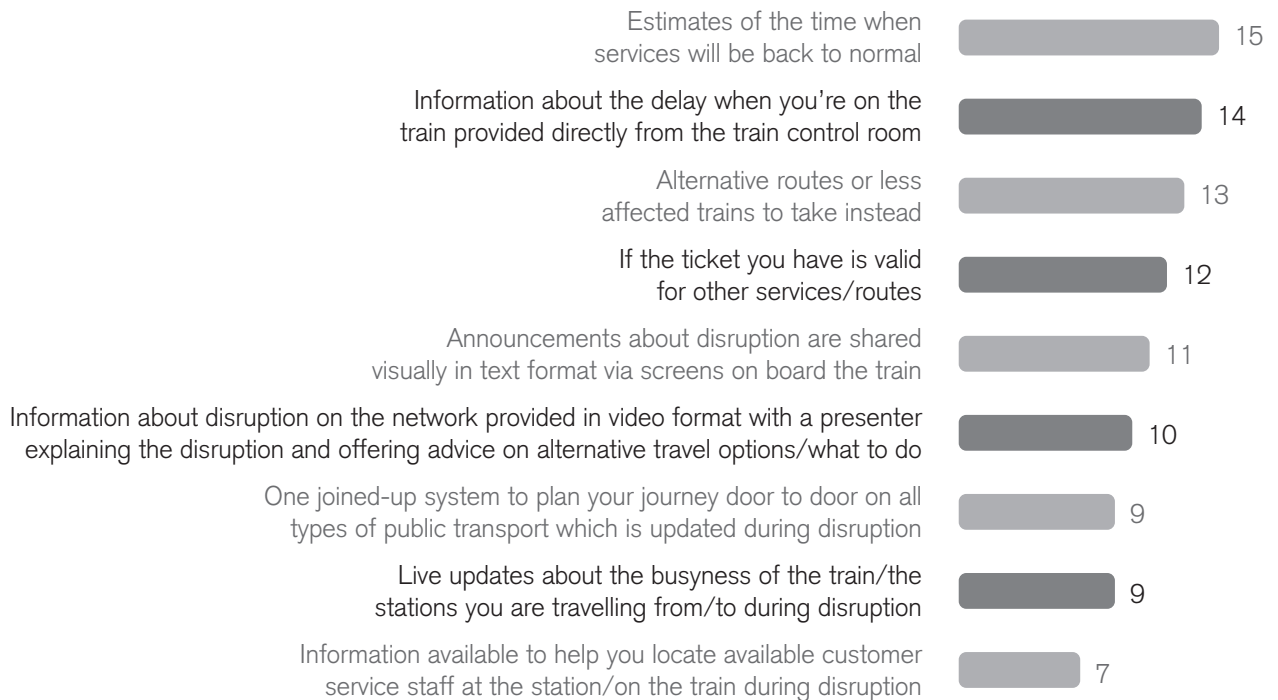 Estimates of the time when
services will be back to normal
15
Information about the delay when you're on the
train provided directly from the train control room
14
Alternative routes or less
affected trains to take instead
13
If the ticket you have is valid
for other services/routes
12
Announcements about disruption are shared
visually in text format via screens on board the train
11
Information about disruption on the network provided in video format with a presenter
explaining the disruption and offering advice on alternative travel options/what to do
10
One joined-up system to plan your journey door to door on all
types of public transport which is updated during disruption
9
Live updates about the busyness of the train/the
stations you are travelling from/to during disruption
9
Information available to help you locate available customer
service staff at the station/on the train during disruption
7